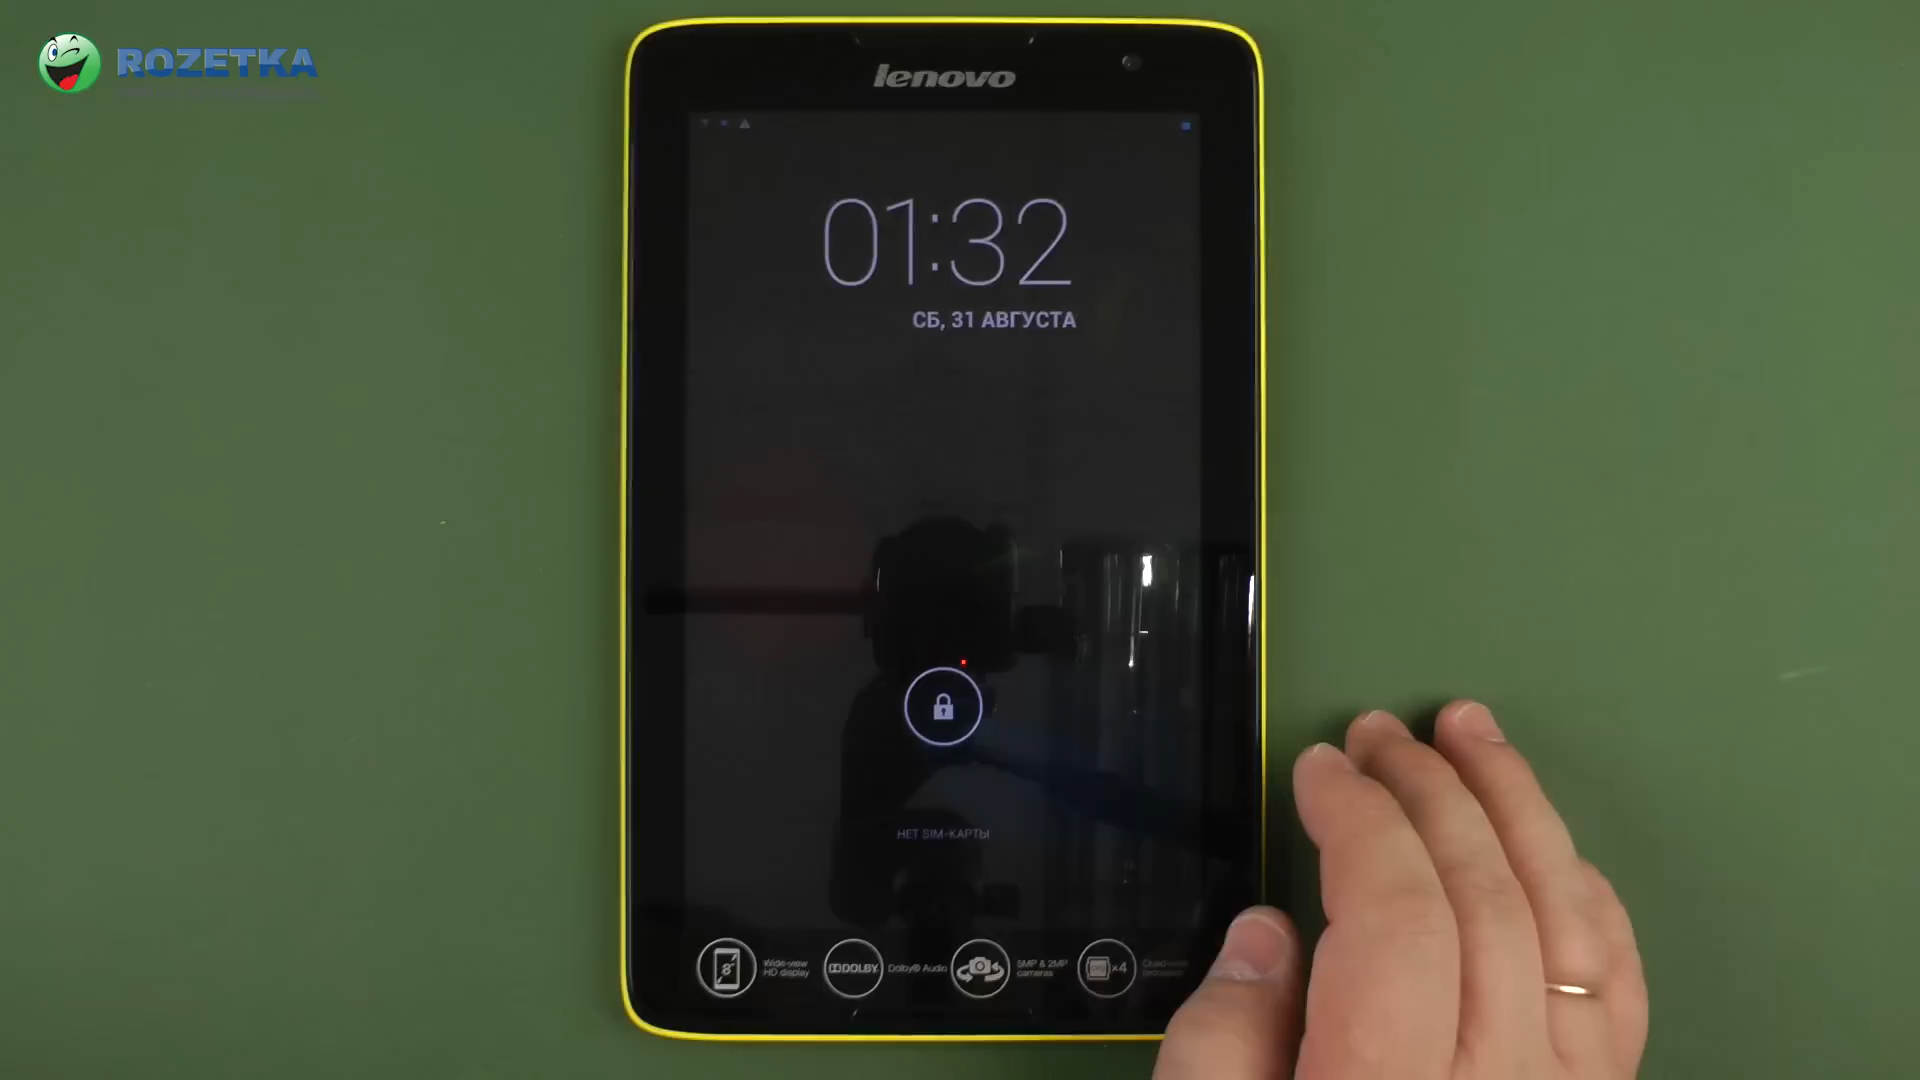 ROZETKA
lenovo
01:32
СБ, 31 АВГУСТА
НЕТ SIM-КАРТЫ
8"
Wide-view
HD display
DOLBY
Dolby® Audio
5MP & 2MP
cameras
x4